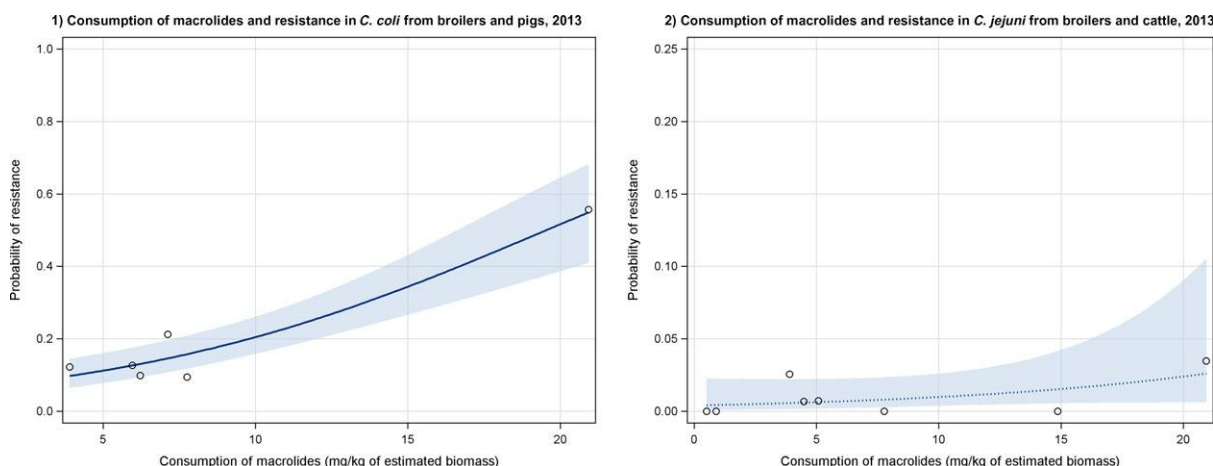 1) Consumption of macrolides and resistance in C. coli from broilers and pigs, 2013
1.0
0.8
0.6
0.4
0.2
0.0
Probability of resistance
5 10 15 20
Consumption of macrolides (mg/kg of estimated biomass)
2) Consumption of macrolides and resistance in C. jejuni from broilers and cattle, 2013
0.25
0.20
0.15
0.10
0.05
0.00
Probability of resistance
0 5 10 15 20
Consumption of macrolides (mg/kg of estimated biomass)